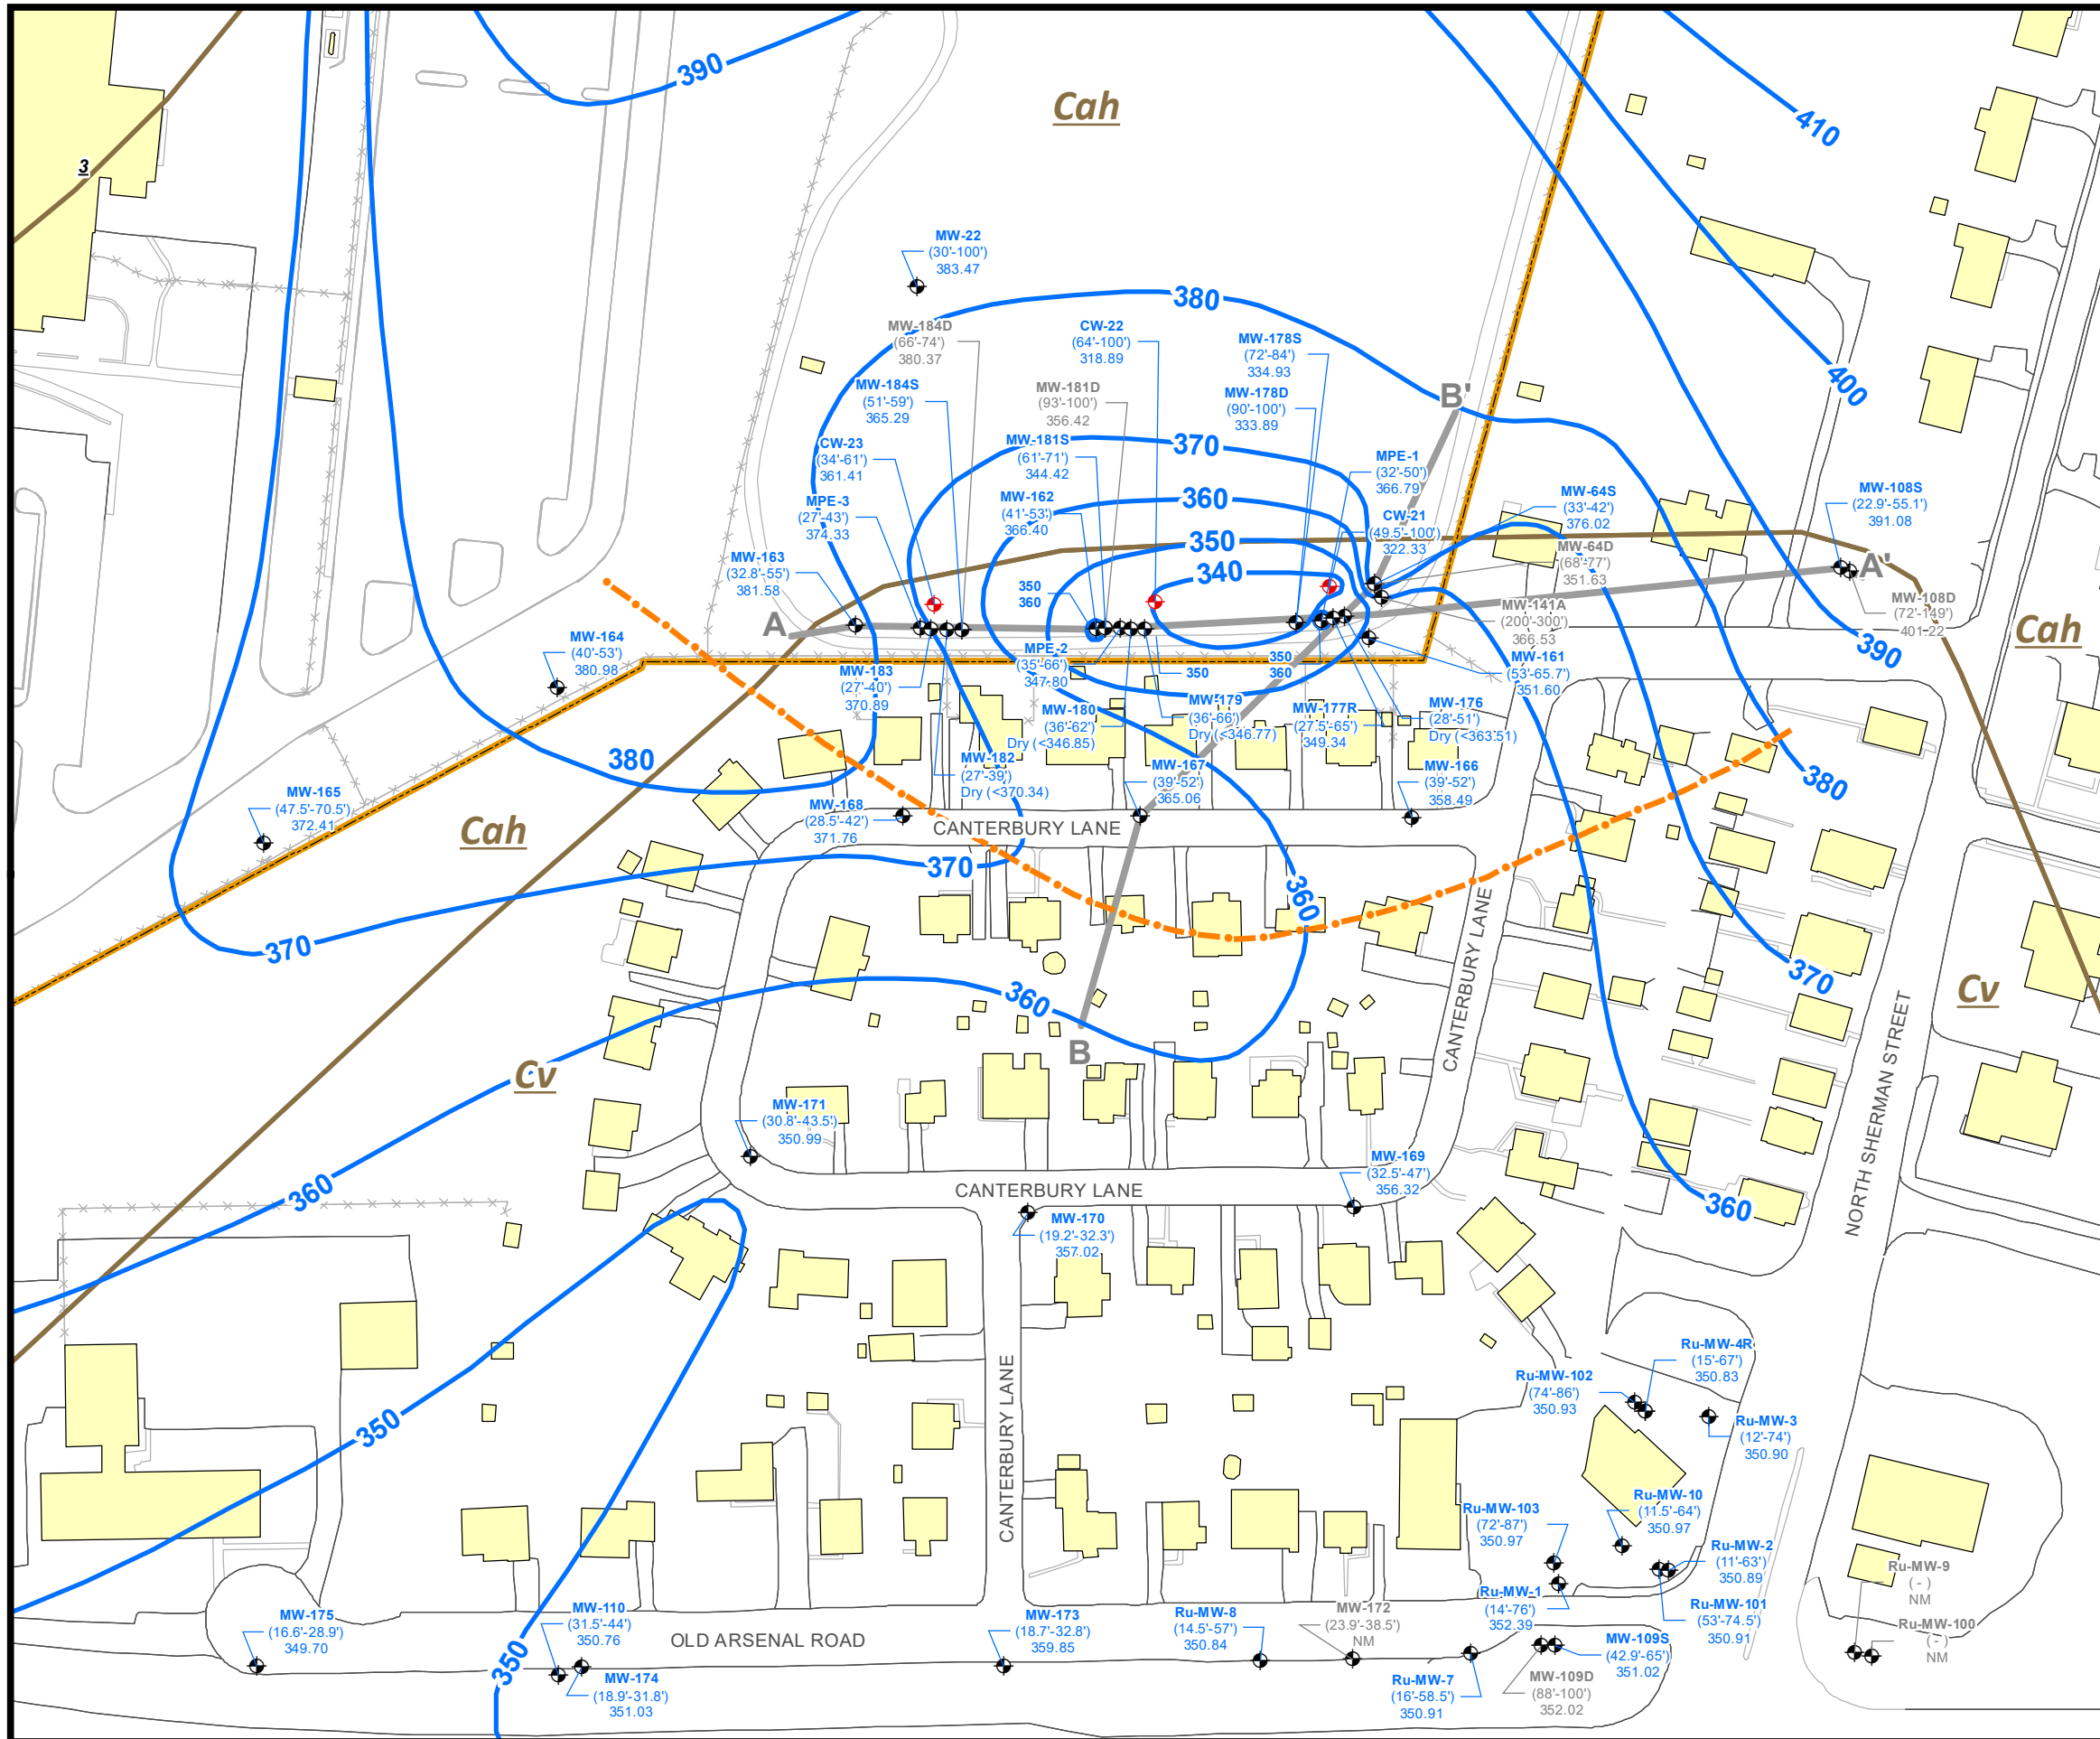 390
Cah
410
3
MW-22
(30'-100')
383.47
380
MW-184D
(66'-74')
380.37
CW-22
(64'-100')
318.89
MW-178S
(72'-84')
334.93
400
MW-184S
(51'-59')
365.29
MW-181D
(93'-100')
356.42
MW-178D
(90'-100')
333.89
B'
CW-23
(34'-61')
361.41
MW-181S
(61'-71')
344.42
370
MPE-1
(32'-50')
366.79
MPE-3
(27'-43')
374.33
MW-162
(41'-53')
366.40
360
MW-64S
(33'-42')
376.02
MW-108S
(22.9'-55.1')
391.08
CW-21
(49.5'-100')
322.33
350
MW-163
(32.8'-55')
381.58
MW-64D
(68'-77')
351.63
A'
340
350
360
MW-141A
(200'-300')
366.53
MW-108D
(72'-149')
401.22
Cah
A
MW-164
(40'-53')
380.98
390
MPE-2
(35'-66')
347.80
350
350
360
MW-161
(53'-65.7')
351.60
MW-183
(27'-40')
370.89
MW-180
(36'-62')
Dry (<346.85)
MW-179
(36'-66')
Dry (<346.77)
MW-177R
(27.5'-65')
349.34
MW-176
(28'-51')
Dry (<363.51)
380
MW-182
(27'-39')
Dry (<370.34)
MW-167
(39'-52')
365.06
MW-166
(39'-52')
358.49
380
MW-165
(47.5'-70.5')
372.41
MW-168
(28.5'-42')
371.76
Cah
CANTERBURY LANE
370
360
370
370
Cv
360
CANTERBURY LANE
B
Cv
NORTH SHERMAN STREET
MW-171
(30.8'-43.5')
350.99
360
MW-169
(32.5'-47')
356.32
CANTERBURY LANE
360
MW-170
(19.2'-32.3')
357.02
Ru-MW-4R
(15'-67')
350.83
Ru-MW-102
(74'-86')
350.93
350
CANTERBURY LANE
Ru-MW-3
(12'-74')
350.90
Ru-MW-103
(72'-87')
350.97
Ru-MW-10
(11.5'-64')
350.97
Ru-MW-2
(11'-63')
350.89
Ru-MW-9
( - )
NM
Ru-MW-1
(14'-76')
352.39
Ru-MW-101
(53'-74.5')
350.91
Ru-MW-100
( - )
NM
MW-175
(16.6'-28.9')
349.70
MW-110
(31.5'-44')
350.76
OLD ARSENAL ROAD
MW-173
(18.7'-32.8')
359.85
Ru-MW-8
(14.5'-57')
350.84
MW-172
(23.9'-38.5')
NM
MW-109S
(42.9'-65')
351.02
350
MW-174
(18.9'-31.8')
351.03
Ru-MW-7
(16'-58.5')
350.91
MW-109D
(88'-100')
352.02